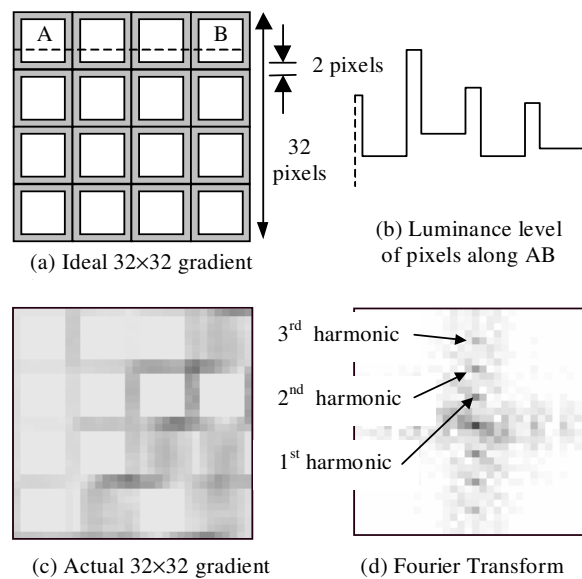 A B
2 pixels
32
pixels
(a) Ideal 32×32 gradient
(b) Luminance level
of pixels along AB
3rd
harmonic
2nd
harmonic
1st harmonic
(c) Actual 32×32 gradient
(d) Fourier Transform